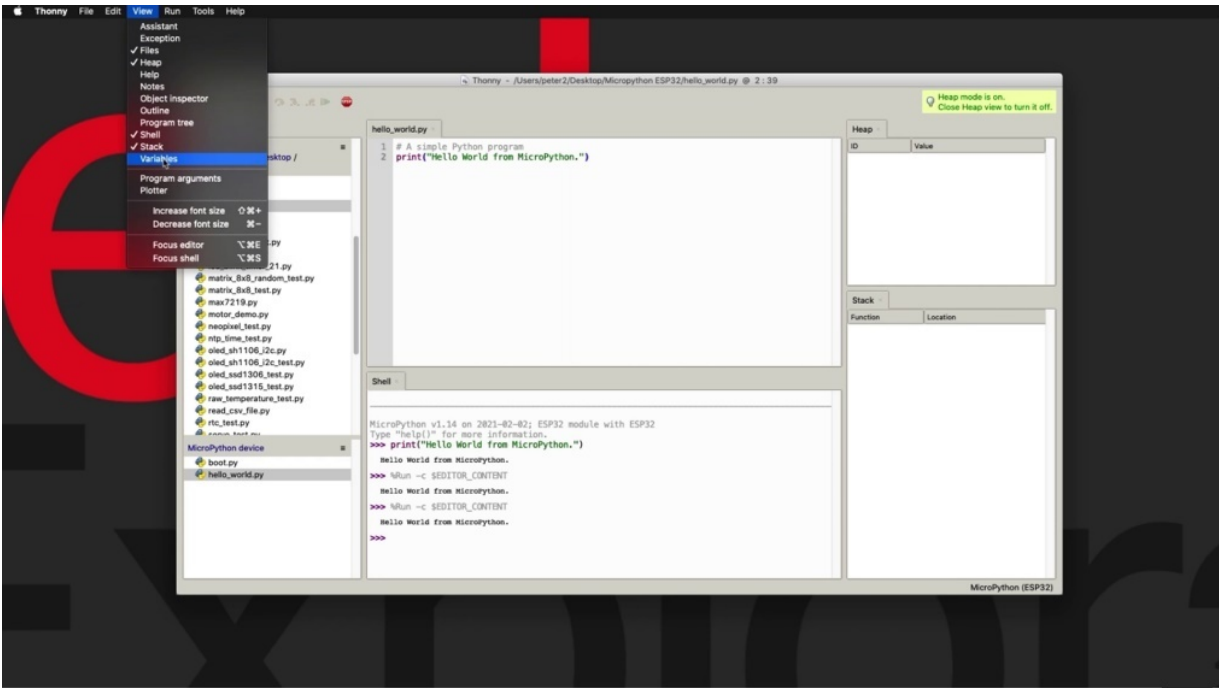 Thonny File Edit View Run Tools Help
Assistant
Exception
✓ Files
✓ Heap
Help
Notes
Object inspector
Outline
Program tree
✓ Shell
✓ Stack
Variables
Program arguments
Plotter
Increase font size ⇧⌘+
Decrease font size ⌘−
Focus editor ⌥⌘E
Focus shell ⌥⌘S
Thonny - /Users/peter2/Desktop/Micropython ESP32/hello_world.py @ 2:39
Heap mode is on.
Close Heap view to turn it off.
sktop /
.py
_21.py
matrix_8x8_random_test.py
matrix_8x8_test.py
max7219.py
motor_demo.py
neopixel_test.py
ntp_time_test.py
oled_sh1106_i2c.py
oled_sh1106_i2c_test.py
oled_ssd1306_test.py
oled_ssd1315_test.py
raw_temperature_test.py
read_csv_file.py
rtc_test.py
MicroPython device
boot.py
hello_world.py
hello_world.py
1 # A simple Python program
2 print("Hello World from MicroPython.")
Shell
MicroPython v1.14 on 2021-02-02; ESP32 module with ESP32
Type "help()" for more information.
>>> print("Hello World from MicroPython.")
Hello World from MicroPython.
>>> %Run -c $EDITOR_CONTENT
Hello World from MicroPython.
>>> %Run -c $EDITOR_CONTENT
Hello World from MicroPython.
>>>
Heap
ID Value
Stack
Function Location
MicroPython (ESP32)